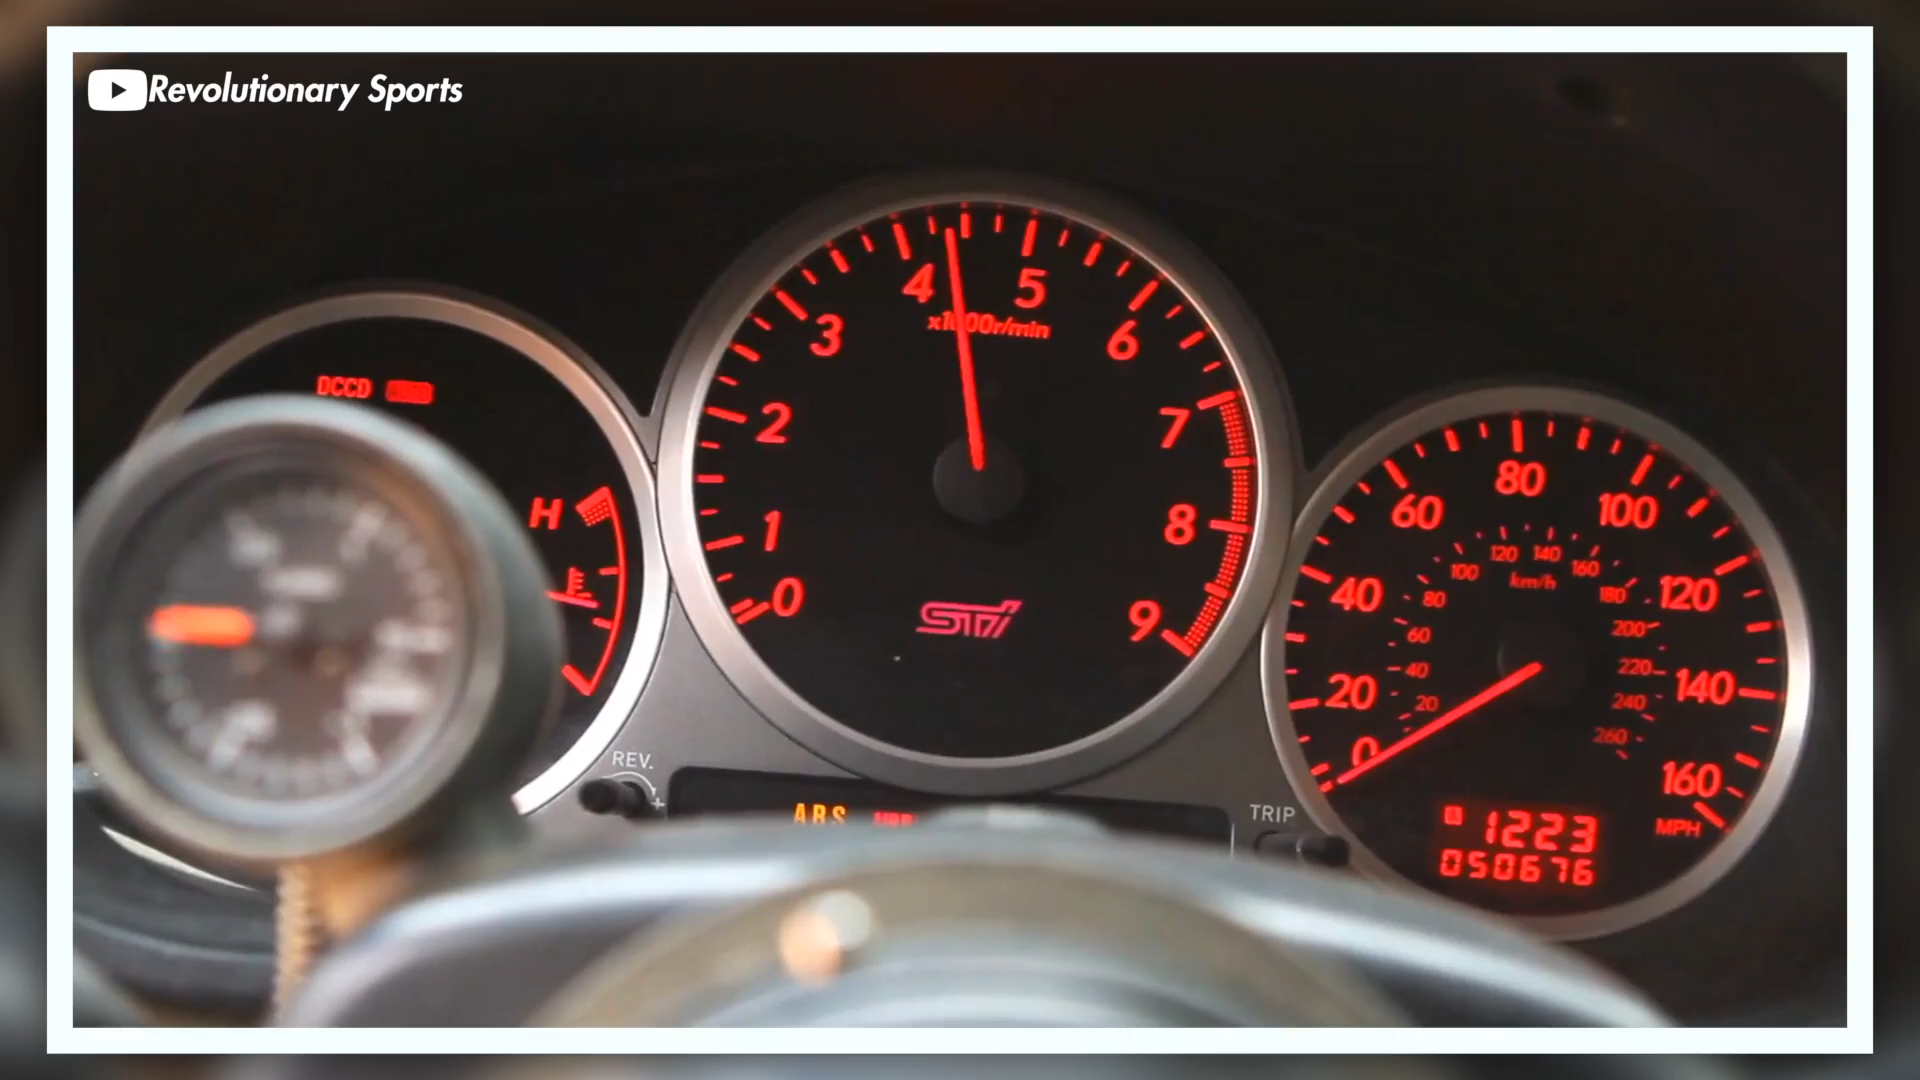 Revolutionary Sports
DCCD AUTO
H
0 1 2 3 4 5 6 7 8 9
x1000r/min
STi
0 20 40 60 80 100 120 140 160
MPH
20 40 60 80 100 120 140 160 180 200 220 240 260
km/h
REV.
+
ABS
TRIP
A 1223
050676